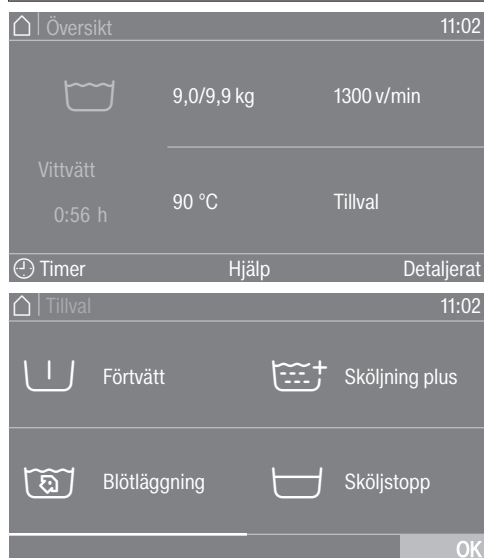 Översikt 11:02
9,0/9,9 kg 1300 v/min
Vittvätt
0:56 h
90 °C Tillval
Timer Hjälp Detaljerat
Tillval 11:02
Förtvätt Sköljning plus
Blötläggning Sköljstopp
OK